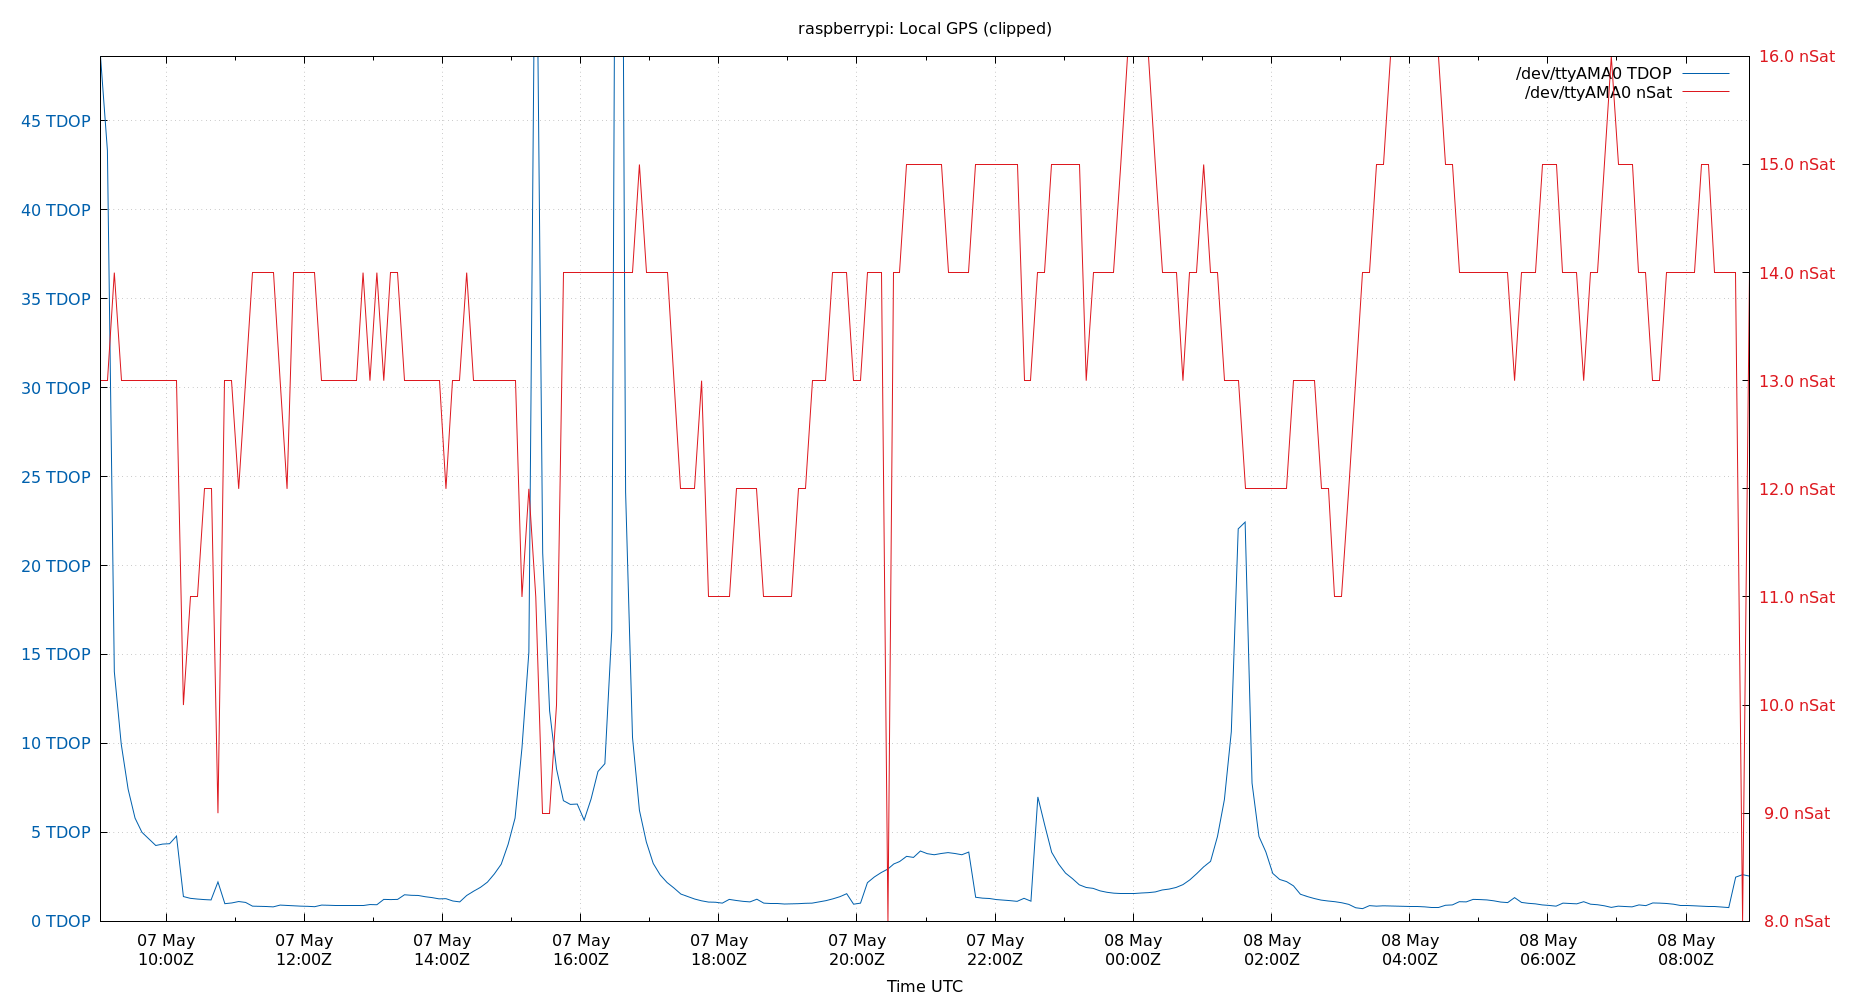 raspberrypi: Local GPS (clipped)
16.0 nSat
/dev/ttyAMA0 TDOP
/dev/ttyAMA0 nSat
45 TDOP
15.0 nSat
40 TDOP
14.0 nSat
35 TDOP
13.0 nSat
30 TDOP
25 TDOP
12.0 nSat
20 TDOP
11.0 nSat
15 TDOP
10.0 nSat
10 TDOP
9.0 nSat
5 TDOP
0 TDOP
8.0 nSat
07 May
10:00Z
07 May
12:00Z
07 May
14:00Z
07 May
16:00Z
07 May
18:00Z
07 May
20:00Z
07 May
22:00Z
08 May
00:00Z
08 May
02:00Z
08 May
04:00Z
08 May
06:00Z
08 May
08:00Z
Time UTC